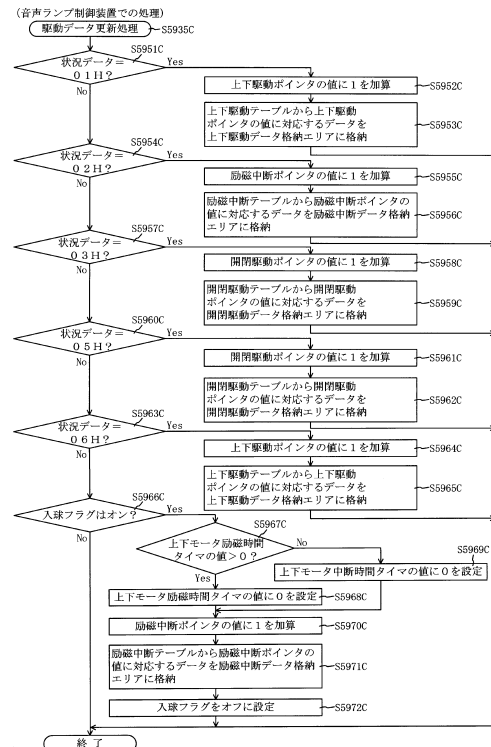 (音声ランプ制御装置での処理)
駆動データ更新処理
S5935C
S5951C
状況データ=
01H?
Yes
No
上下駆動ポインタの値に1を加算
S5952C
上下駆動テーブルから上下駆動
ポインタの値に対応するデータを
上下駆動データ格納エリアに格納
S5953C
S5954C
状況データ=
02H?
Yes
No
励磁中断ポインタの値に1を加算
S5955C
励磁中断テーブルから励磁中断ポインタの
値に対応するデータを励磁中断データ格納
エリアに格納
S5956C
S5957C
状況データ=
03H?
Yes
No
開閉駆動ポインタの値に1を加算
S5958C
開閉駆動テーブルから開閉駆動
ポインタの値に対応するデータを
開閉駆動データ格納エリアに格納
S5959C
S5960C
状況データ=
05H?
Yes
No
開閉駆動ポインタの値に1を加算
S5961C
開閉駆動テーブルから開閉駆動
ポインタの値に対応するデータを
開閉駆動データ格納エリアに格納
S5962C
S5963C
状況データ=
06H?
Yes
No
上下駆動ポインタの値に1を加算
S5964C
上下駆動テーブルから上下駆動
ポインタの値に対応するデータを
上下駆動データ格納エリアに格納
S5965C
S5966C
入球フラグはオン?
Yes
No
S5967C
上下モータ励磁時間
タイマの値>0?
No
Yes
S5969C
上下モータ中断時間タイマの値に0を設定
上下モータ励磁時間タイマの値に0を設定
S5968C
励磁中断ポインタの値に1を加算
S5970C
励磁中断テーブルから励磁中断ポインタの
値に対応するデータを励磁中断データ格納
エリアに格納
S5971C
入球フラグをオフに設定
S5972C
終了